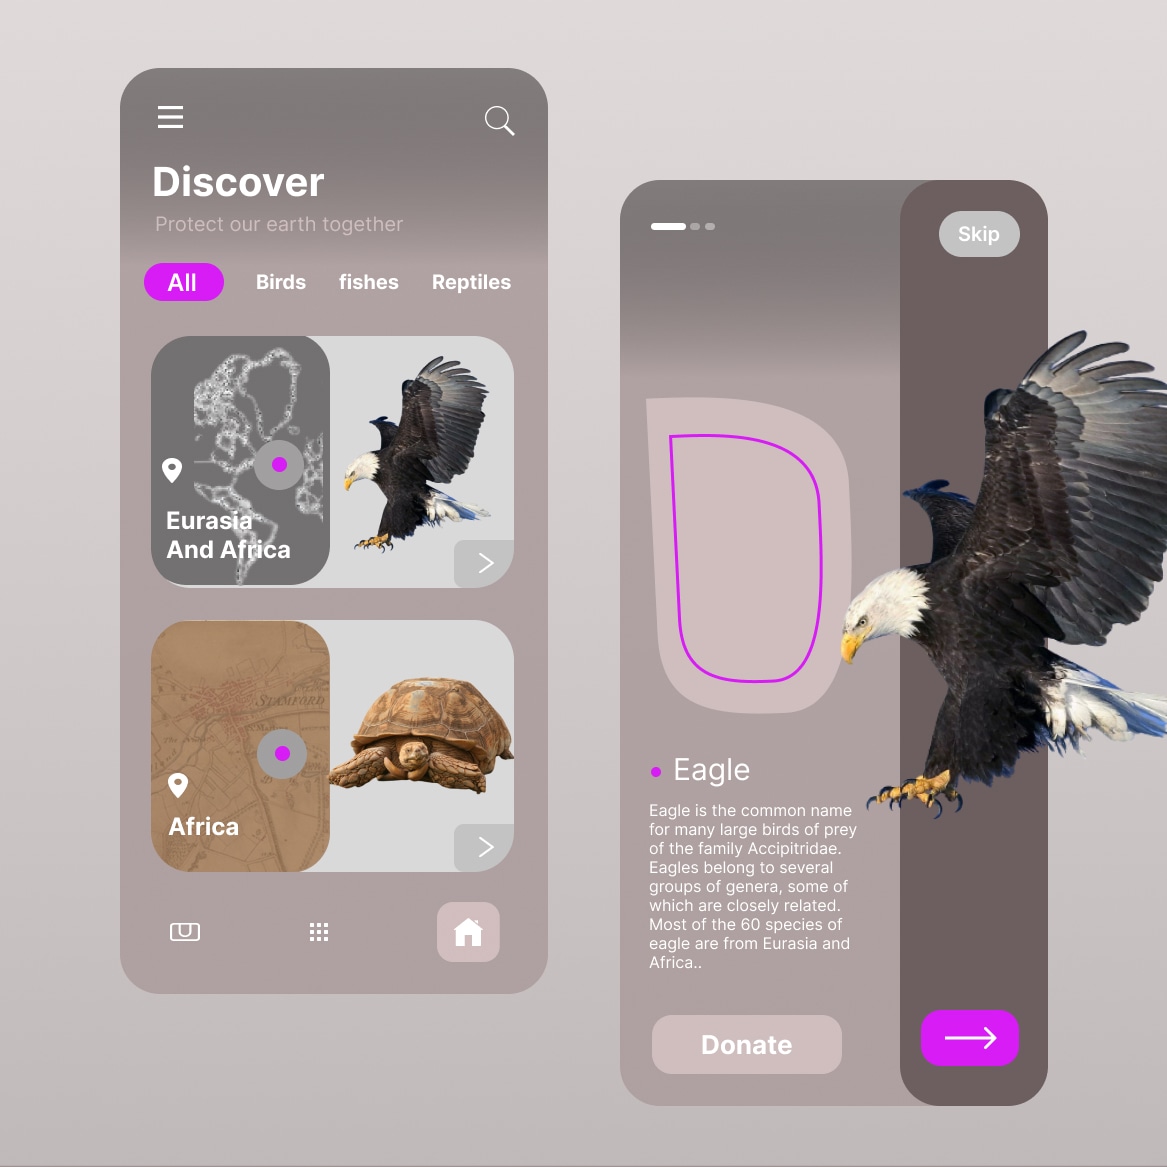 Discover
Protect our earth together
All
Birds
fishes
Reptiles
Eurasia
And Africa
STAMFORD
Africa
Skip
Eagle
Eagle is the common name
for many large birds of prey
of the family Accipitridae.
Eagles belong to several
groups of genera, some of
which are closely related.
Most of the 60 species of
eagle are from Eurasia and
Africa..
Donate